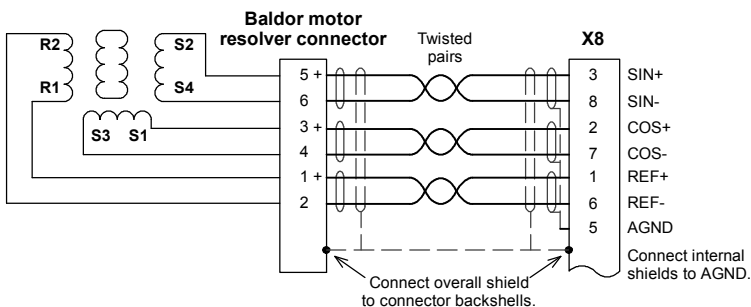 Baldor motor
resolver connector
Twisted
pairs
X8
R2
S2
R1
S4
S3 S1
5 +
3
SIN+
6
8
SIN-
3 +
2
COS+
4
7
COS-
1 +
1
REF+
2
6
REF-
5
AGND
Connect internal
shields to AGND.
Connect overall shield
to connector backshells.